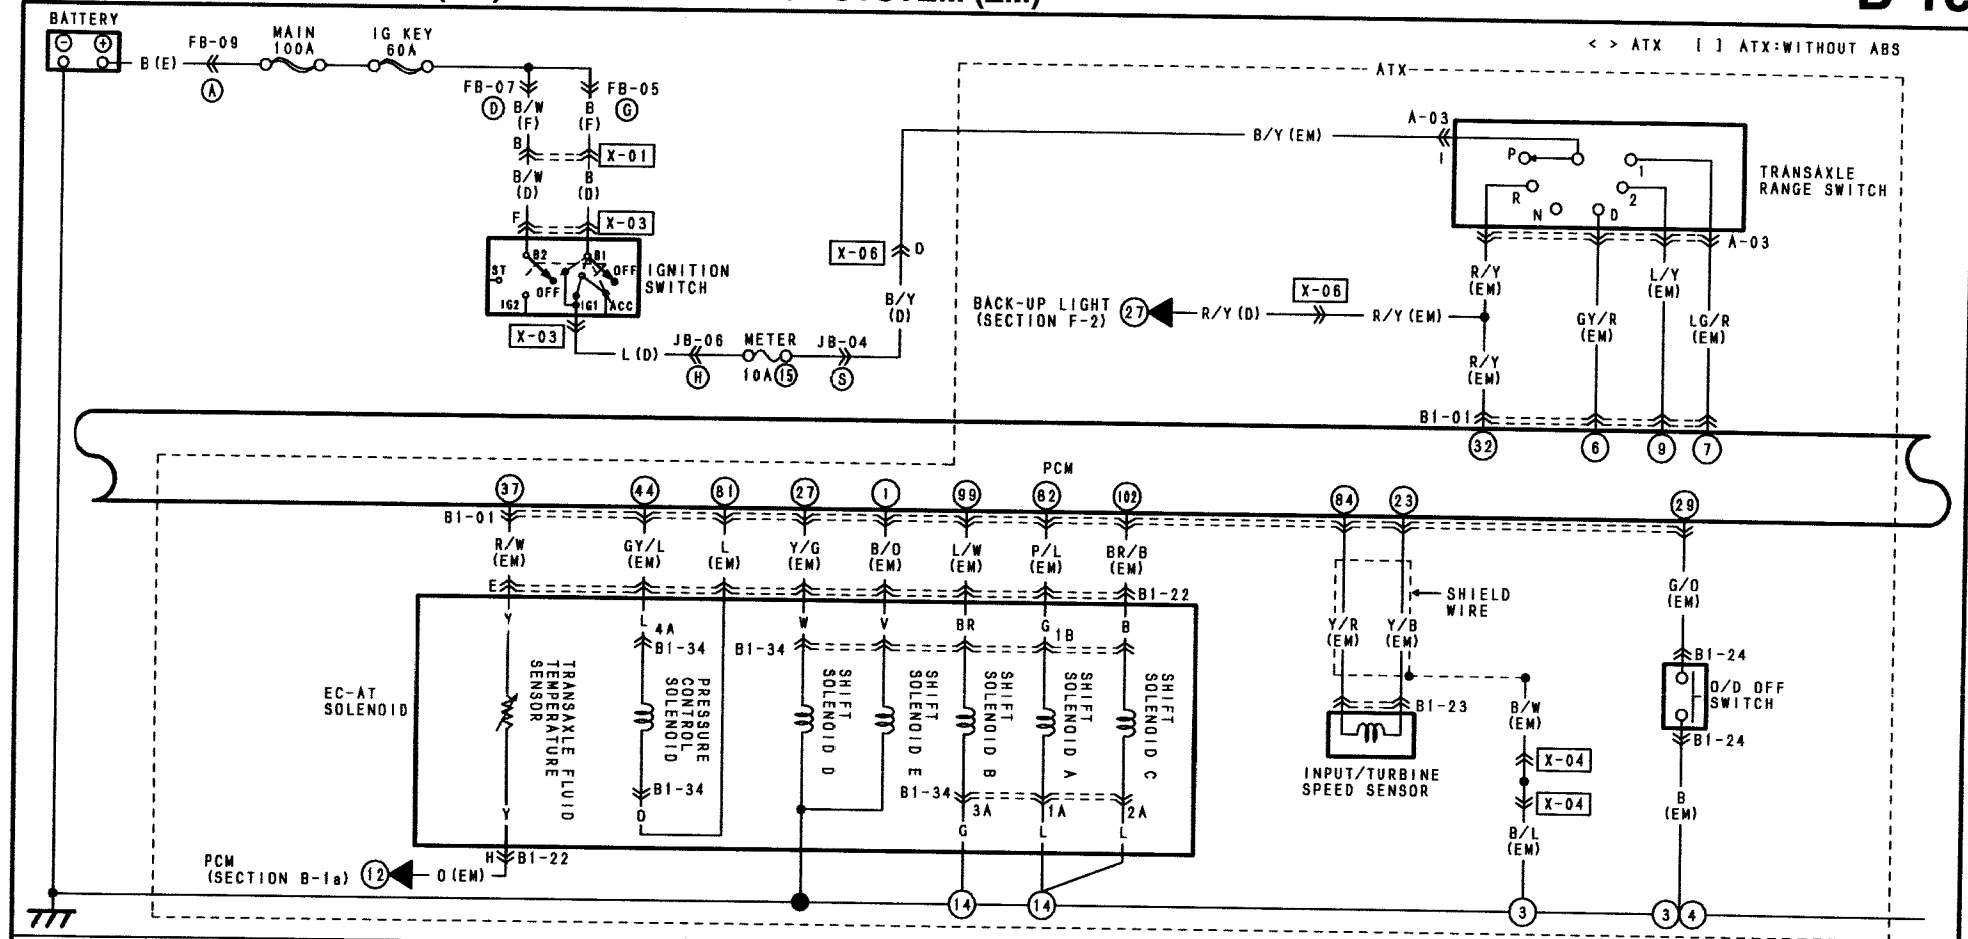 BATTERY
FB-09
MAIN
100A
IG KEY
60A
B(E)
A
FB-07
D
B/W
(F)
B
(F)
FB-05
G
B
X-01
B/W
(D)
B
(D)
F
X-03
B2
B1
ST
OFF
OFF
IG2
IG1
ACC
IGNITION
SWITCH
X-03
L(D)
JB-06
H
METER
10A 15
JB-04
S
B/Y
(D)
X-06
D
< > ATX [ ] ATX:WITHOUT ABS
ATX
B/Y(EM)
A-03
I
P
R
N
D
2
1
TRANSAXLE
RANGE SWITCH
A-03
BACK-UP LIGHT
(SECTION F-2)
27
R/Y(D)
X-06
R/Y(EM)
R/Y
(EM)
R/Y
(EM)
GY/R
(EM)
L/Y
(EM)
LG/R
(EM)
B1-01
32
6
9
7
PCM
37
44
81
27
1
99
82
102
84
23
29
B1-01
R/W
(EM)
GY/L
(EM)
L
(EM)
Y/G
(EM)
B/O
(EM)
L/W
(EM)
P/L
(EM)
BR/B
(EM)
E
B1-22
Y
L
4A
B1-34
W
V
BR
G
1B
B
B1-34
EC-AT
SOLENOID
TRANSAXLE FLUID
TEMPERATURE
SENSOR
PRESSURE
CONTROL
SOLENOID
SHIFT
SOLENOID D
SHIFT
SOLENOID E
SHIFT
SOLENOID B
SHIFT
SOLENOID A
SHIFT
SOLENOID C
B1-34
O
B1-34
3A
1A
2A
G
L
L
Y
H
B1-22
PCM
(SECTION B-1a)
12
O(EM)
14
14
SHIELD
WIRE
Y/R
(EM)
Y/B
(EM)
B1-23
INPUT/TURBINE
SPEED SENSOR
B/W
(EM)
X-04
X-04
B/L
(EM)
3
G/O
(EM)
B1-24
O/D OFF
SWITCH
B1-24
B
(EM)
3
4